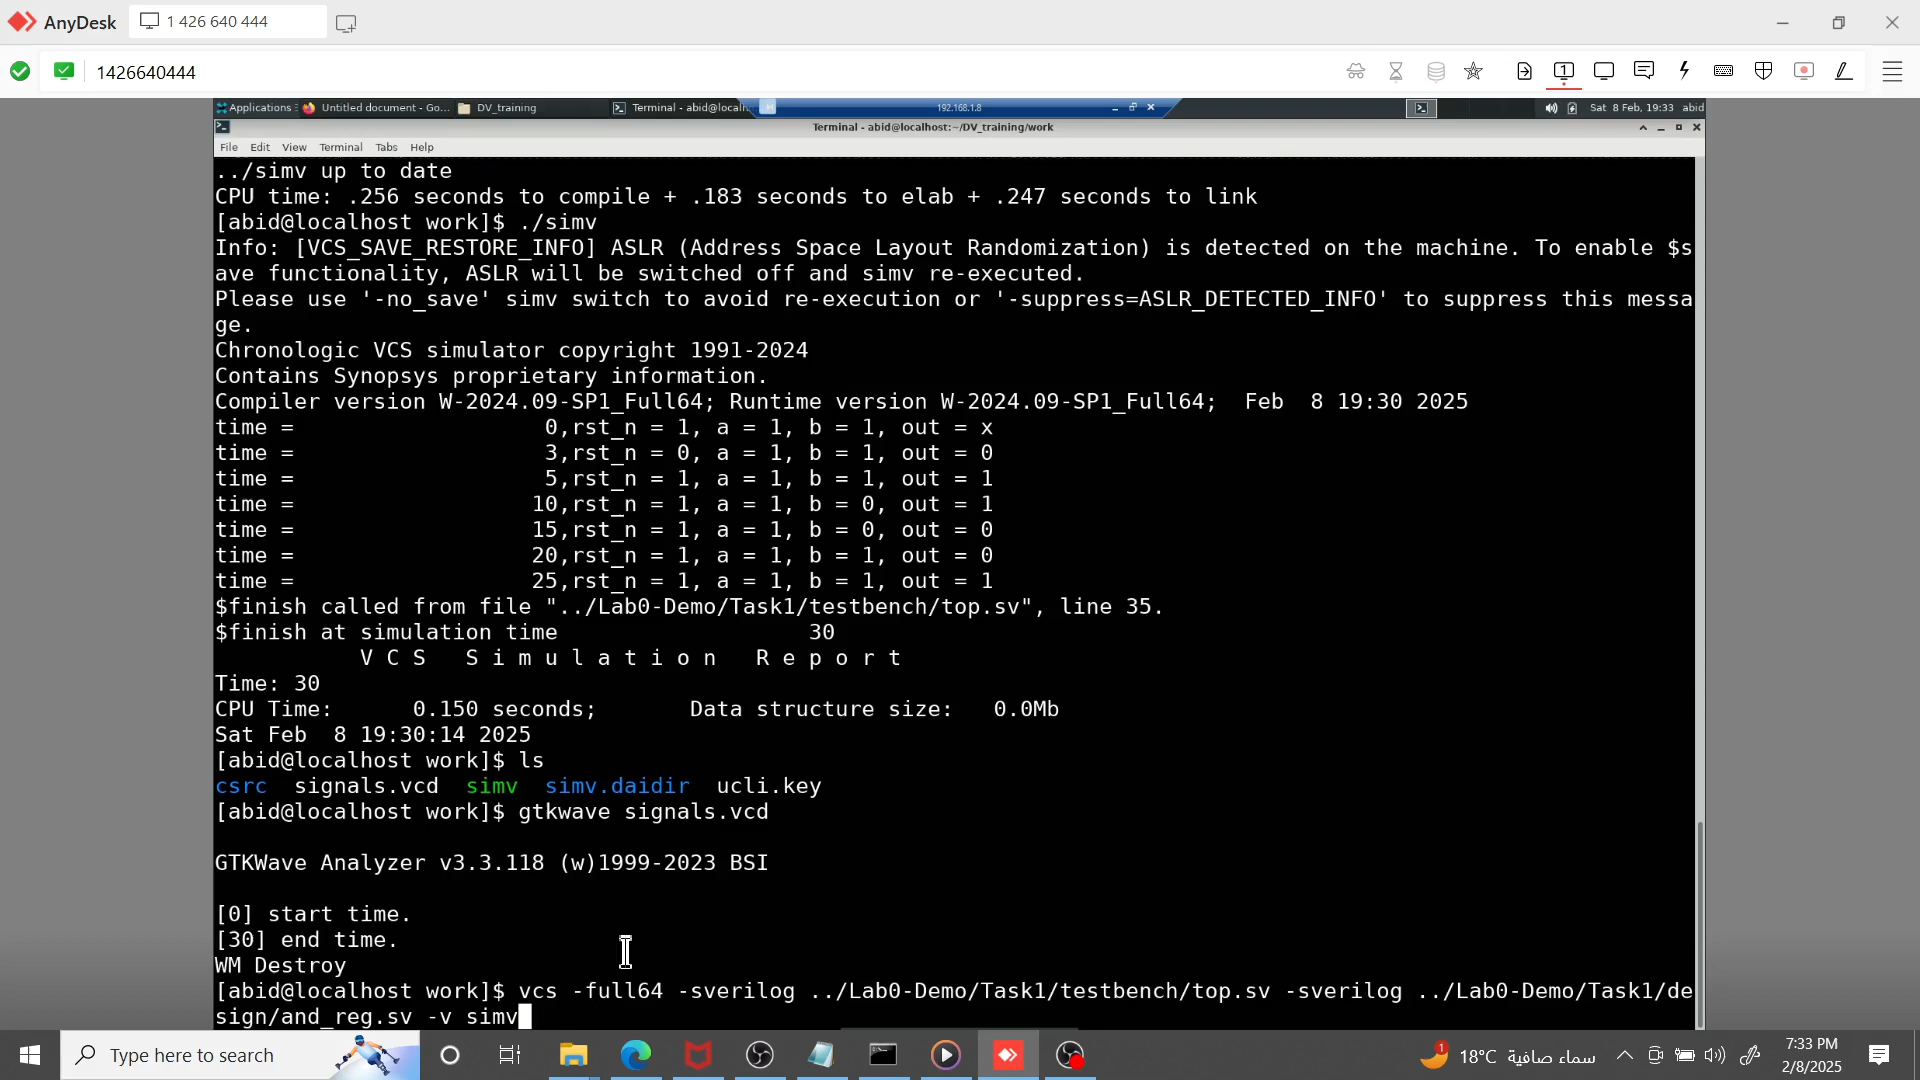 AnyDesk
1 426 640 444
1426640444
Applications
Untitled document - Go...
DV_training
Terminal - abid@localh
192.168.1.8
Sat 8 Feb, 19:33
abid
Terminal - abid@localhost:~/DV_training/work
File Edit View Terminal Tabs Help
../simv up to date
CPU time: .256 seconds to compile + .183 seconds to elab + .247 seconds to link
[abid@localhost work]$ ./simv
Info: [VCS_SAVE_RESTORE_INFO] ASLR (Address Space Layout Randomization) is detected on the machine. To enable $s
ave functionality, ASLR will be switched off and simv re-executed.
Please use '-no_save' simv switch to avoid re-execution or '-suppress=ASLR_DETECTED_INFO' to suppress this messa
ge.
Chronologic VCS simulator copyright 1991-2024
Contains Synopsys proprietary information.
Compiler version W-2024.09-SP1_Full64; Runtime version W-2024.09-SP1_Full64;  Feb  8 19:30 2025
time =                   0,rst_n = 1, a = 1, b = 1, out = x
time =                   3,rst_n = 0, a = 1, b = 1, out = 0
time =                   5,rst_n = 1, a = 1, b = 1, out = 1
time =                  10,rst_n = 1, a = 1, b = 0, out = 1
time =                  15,rst_n = 1, a = 1, b = 0, out = 0
time =                  20,rst_n = 1, a = 1, b = 1, out = 0
time =                  25,rst_n = 1, a = 1, b = 1, out = 1
$finish called from file "../Lab0-Demo/Task1/testbench/top.sv", line 35.
$finish at simulation time                   30
V C S   S i m u l a t i o n   R e p o r t
Time: 30
CPU Time:      0.150 seconds;       Data structure size:   0.0Mb
Sat Feb  8 19:30:14 2025
[abid@localhost work]$ ls
csrc  signals.vcd  simv  simv.daidir  ucli.key
[abid@localhost work]$ gtkwave signals.vcd
GTKWave Analyzer v3.3.118 (w)1999-2023 BSI
[0] start time.
[30] end time.
WM Destroy
[abid@localhost work]$ vcs -full64 -sverilog ../Lab0-Demo/Task1/testbench/top.sv -sverilog ../Lab0-Demo/Task1/de
sign/and_reg.sv -v simv
Type here to search
1
18°C سماء صافية
7:33 PM
2/8/2025